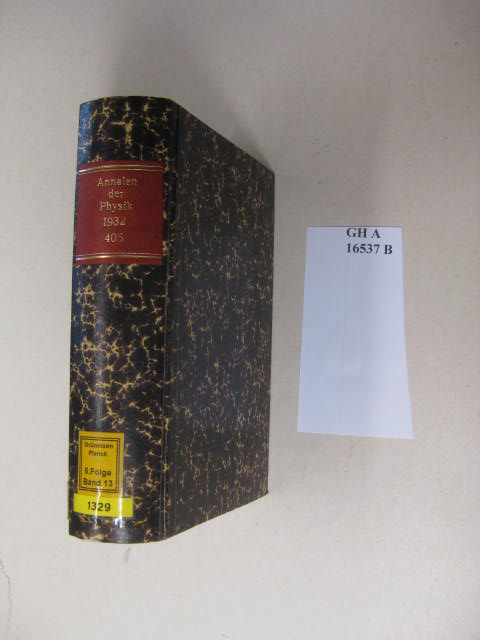 Annalen
der
Physik
1932
405
Grüneisen
Planck
5.Folge
Band 13
1329
GH A
16537 B